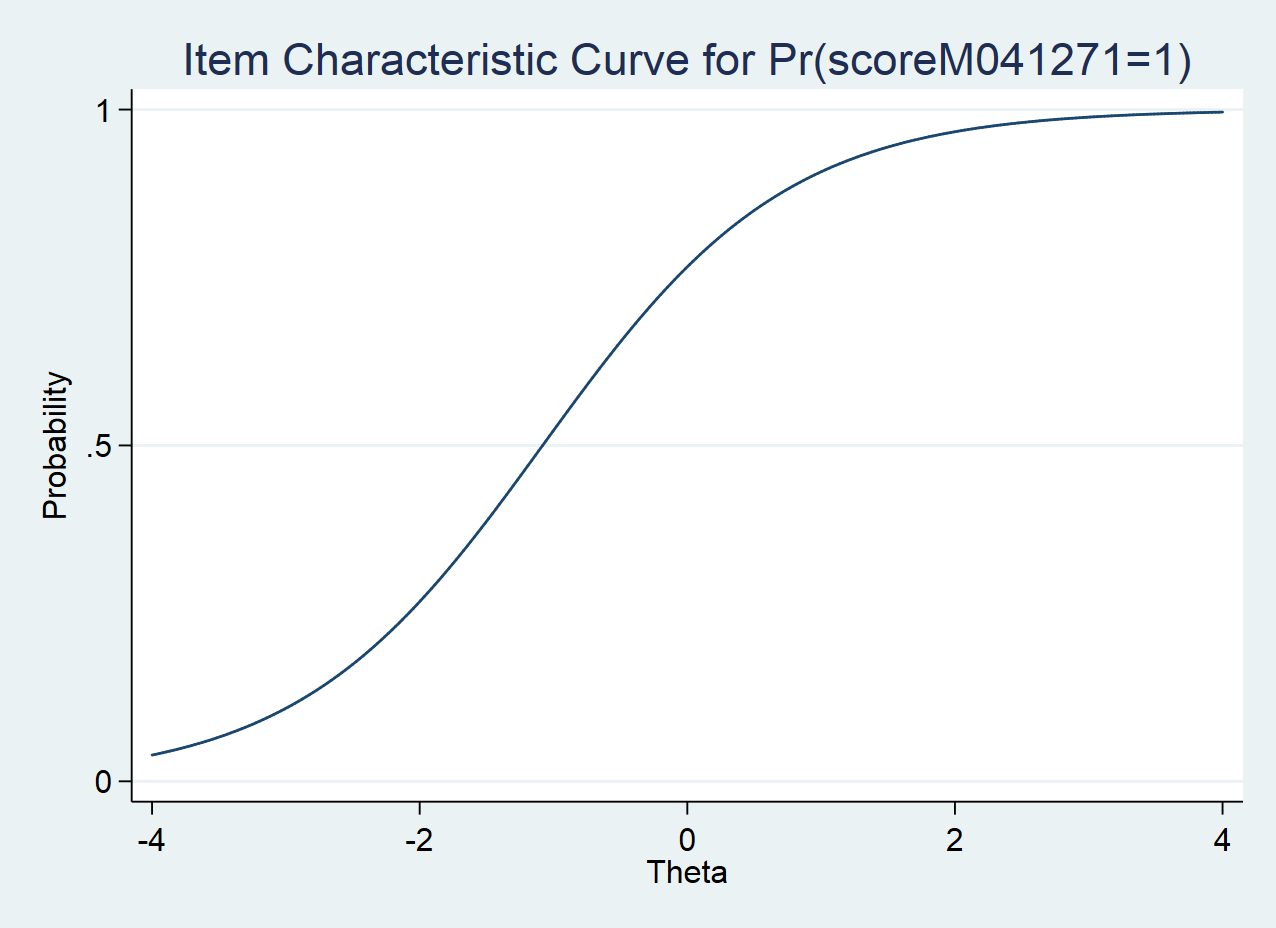 Item Characteristic Curve for Pr(scoreM041271=1)
1
.5
0
Probability
-4 -2 0 2 4
Theta